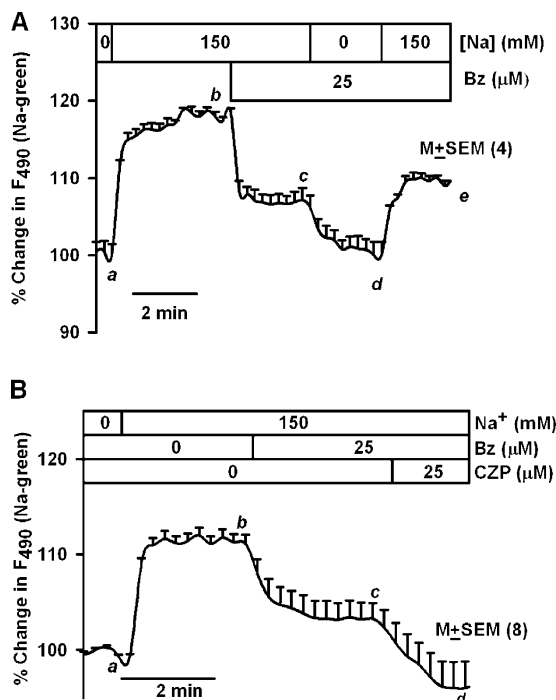 A
130
120
110
100
90
% Change in F490 (Na-green)
0 150 0 150 [Na] (mM)
25 Bz (µM)
b
M±SEM (4)
c
e
a
d
2 min
B
0 150 Na+ (mM)
0 25 Bz (µM)
0 25 CZP (µM)
120
110
100
% Change in F490 (Na-green)
b
c
M±SEM (8)
a
2 min
d